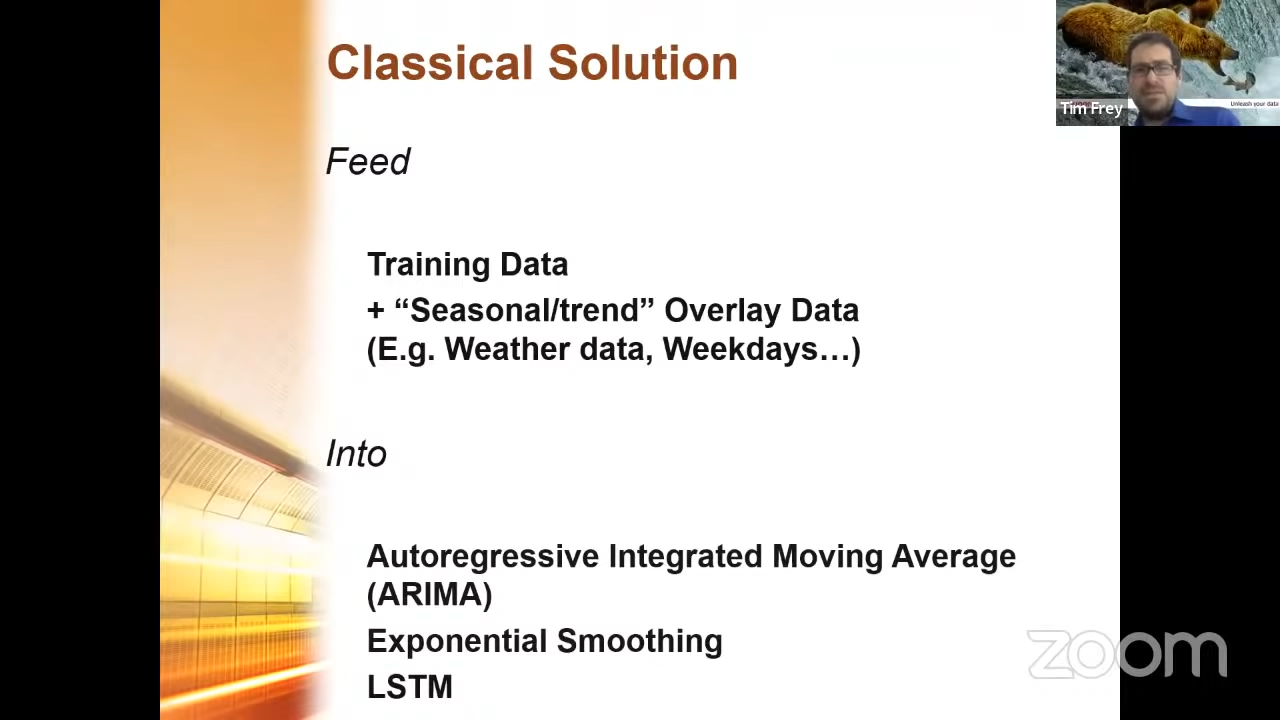 Classical Solution
Feed
Training Data
+ “Seasonal/trend” Overlay Data
(E.g. Weather data, Weekdays…)
Into
Autoregressive Integrated Moving Average
(ARIMA)
Exponential Smoothing
LSTM
Tim Frey
Unleash your data
zoom